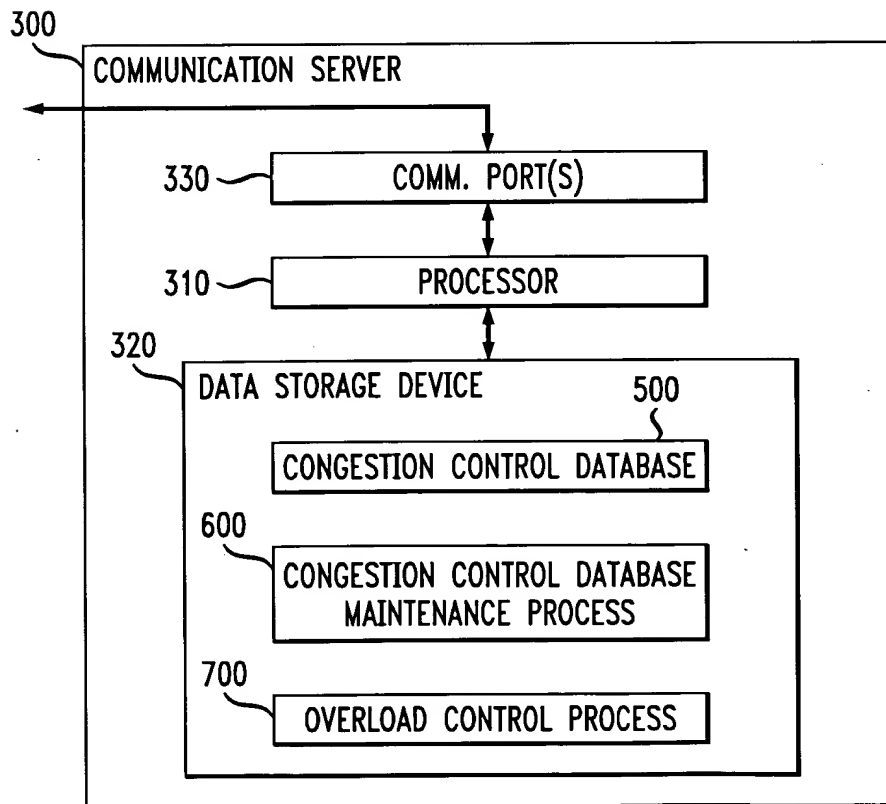 300
COMMUNICATION SERVER
330
COMM. PORT(S)
310
PROCESSOR
320
DATA STORAGE DEVICE
500
CONGESTION CONTROL DATABASE
600
CONGESTION CONTROL DATABASE
MAINTENANCE PROCESS
700
OVERLOAD CONTROL PROCESS